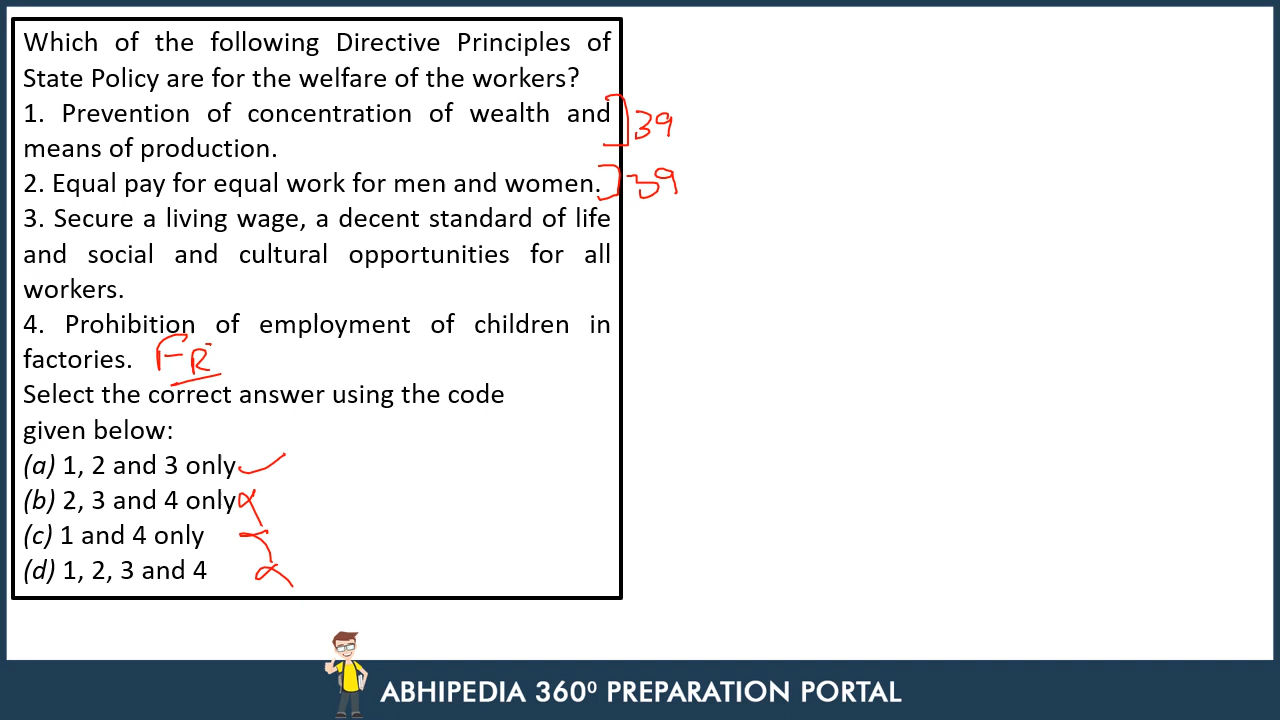 Which of the following Directive Principles of
State Policy are for the welfare of the workers?
1. Prevention of concentration of wealth and
means of production.
39
2. Equal pay for equal work for men and women.
39
3. Secure a living wage, a decent standard of life
and social and cultural opportunities for all
workers.
4. Prohibition of employment of children in
factories. FR
Select the correct answer using the code
given below:
(a) 1, 2 and 3 only
(b) 2, 3 and 4 only
(c) 1 and 4 only
(d) 1, 2, 3 and 4
ABHIPEDIA 360⁰ PREPARATION PORTAL